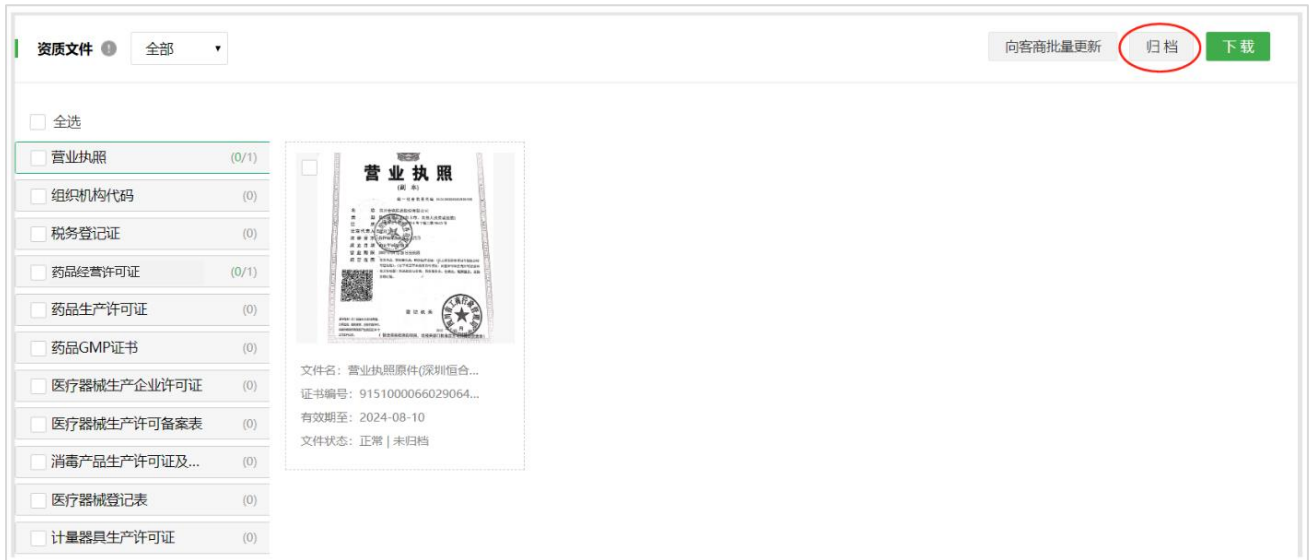 资质文件 全部 向客商批量更新 归档 下载
全选
营业执照 (0/1)
组织机构代码 (0)
税务登记证 (0)
药品经营许可证 (0/1)
药品生产许可证 (0)
药品GMP证书 (0)
医疗器械生产企业许可证 (0)
医疗器械生产许可备案表 (0)
消毒产品生产许可证及... (0)
医疗器械登记表 (0)
计量器具生产许可证 (0)
营业执照
(副 本)
登记机关
文件名：营业执照原件(深圳恒合...
证书编号：9151000066029064...
有效期至：2024-08-10
文件状态：正常 | 未归档